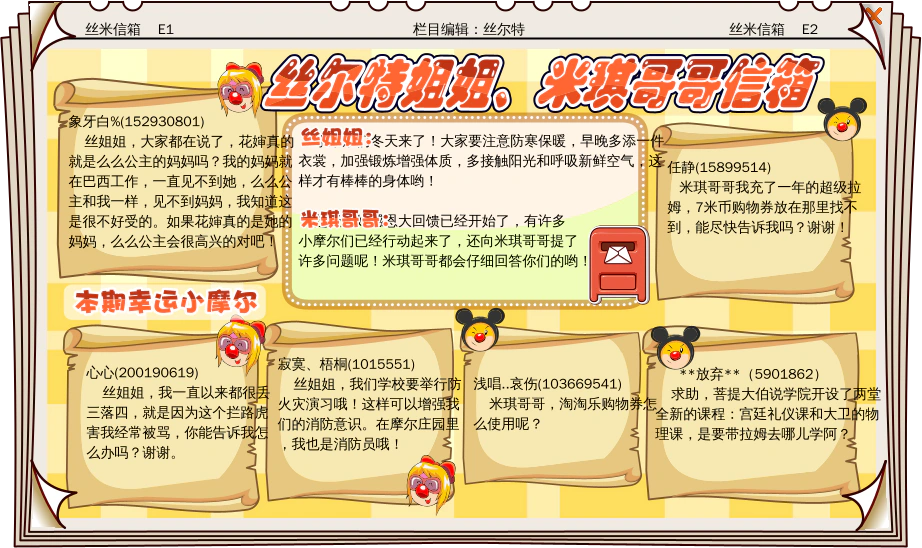 丝米信箱 E1
栏目编辑：丝尔特
丝米信箱 E2
丝尔特姐姐、米琪哥哥信箱
象牙白%(152930801)
丝姐姐，大家都在说了，花婶真的
就是么么公主的妈妈吗？我的妈妈就
在巴西工作，一直见不到她，么么公
主和我一样，见不到妈妈，我知道这
是很不好受的。如果花婶真的是她的
妈妈，么么公主会很高兴的对吧！
丝姐姐：冬天来了！大家要注意防寒保暖，早晚多添一件
衣裳，加强锻炼增强体质，多接触阳光和呼吸新鲜空气，这
样才有棒棒的身体哟！
米琪哥哥：恩大回馈已经开始了，有许多
小摩尔们已经行动起来了，还向米琪哥哥提了
许多问题呢！米琪哥哥都会仔细回答你们的哟！
任静(15899514)
米琪哥哥我充了一年的超级拉
姆，7米币购物券放在那里找不
到，能尽快告诉我吗？谢谢！
本期幸运小摩尔
心心(200190619)
丝姐姐，我一直以来都很丢
三落四，就是因为这个拦路虎
害我经常被骂，你能告诉我怎
么办吗？谢谢。
寂寞、梧桐(1015551)
丝姐姐，我们学校要举行防
火灾演习哦！这样可以增强我
们的消防意识。在摩尔庄园里
，我也是消防员哦！
浅唱..哀伤(103669541)
米琪哥哥，淘淘乐购物券怎
么使用呢？
**放弃**（5901862）
求助，菩提大伯说学院开设了两堂
全新的课程：宫廷礼仪课和大卫的物
理课，是要带拉姆去哪儿学阿？